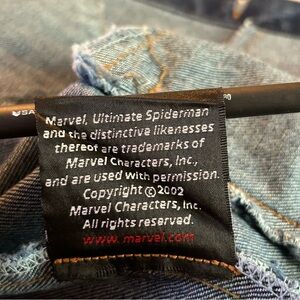 Marvel, Ultimate Spiderman
and the distinctive likenesses
thereof are trademarks of
Marvel Characters, Inc.,
and are used with permission.
Copyright © 2002
Marvel Characters, Inc.
All rights reserved.
www.marvel.com